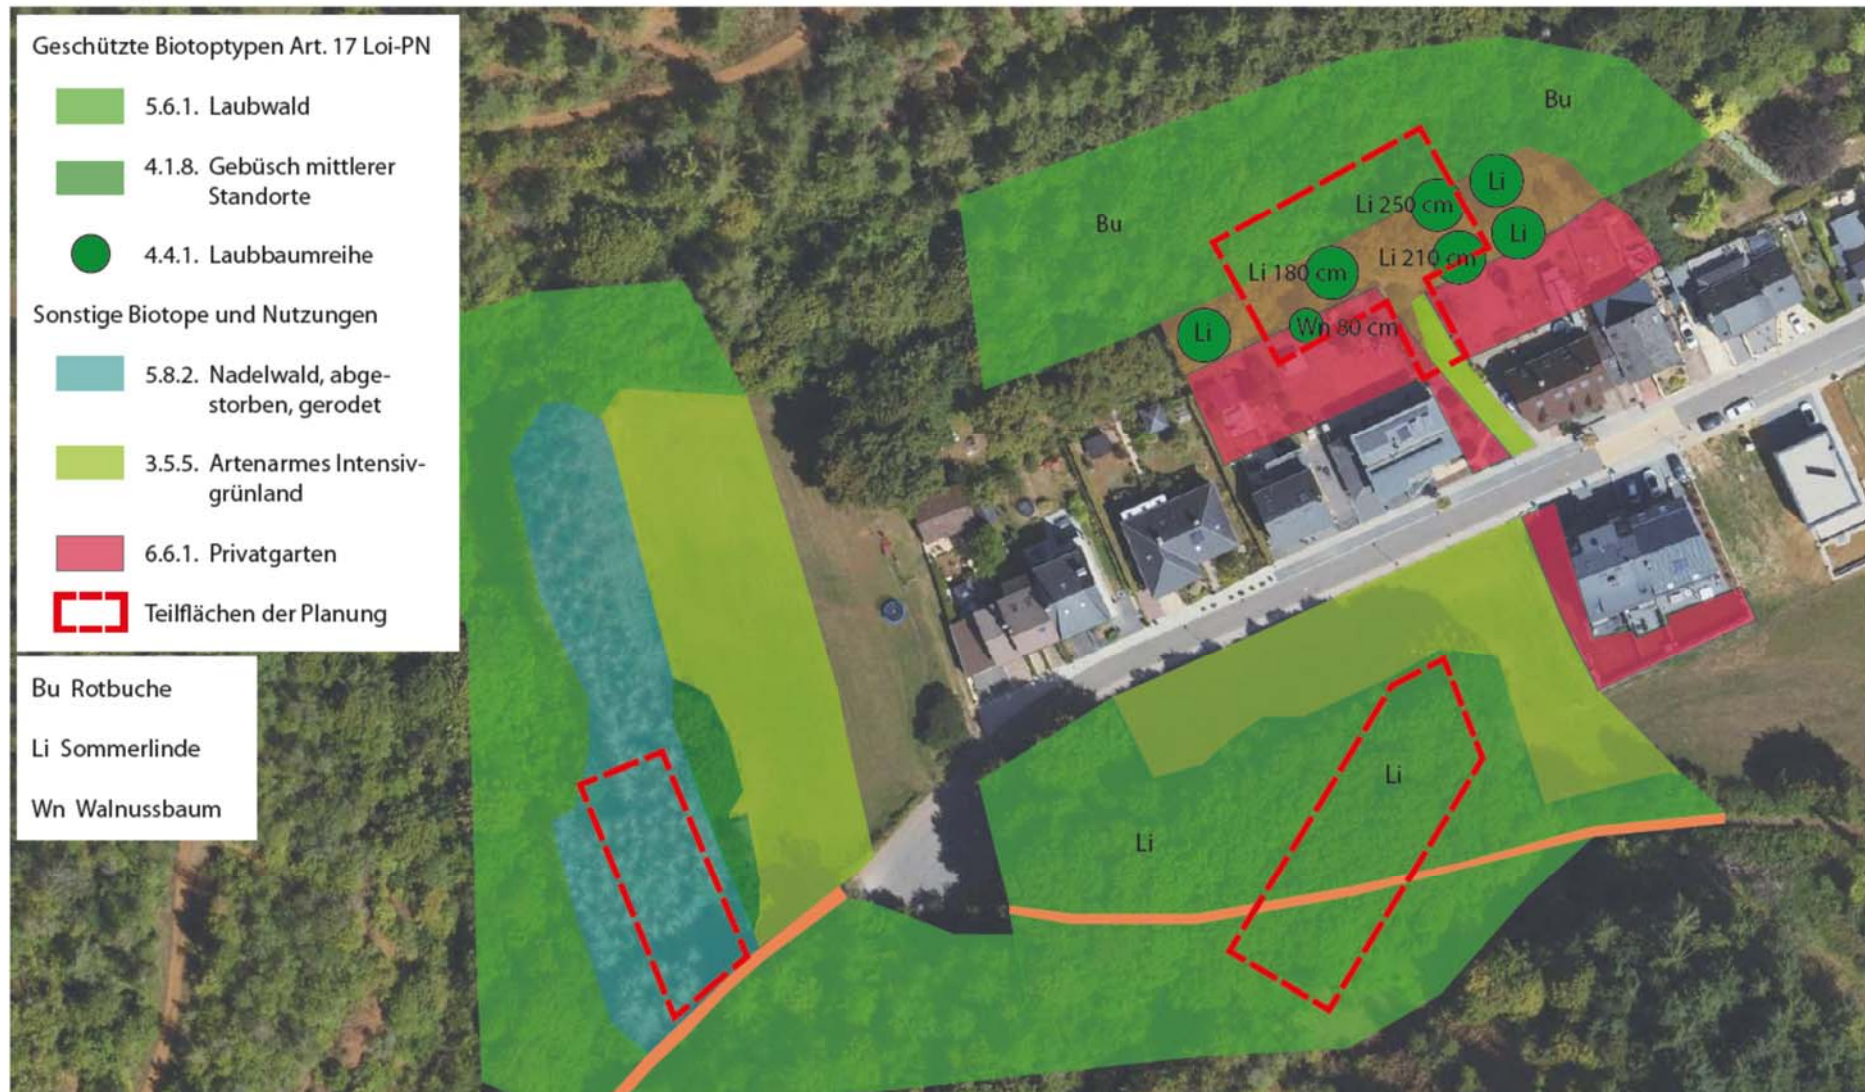 Geschützte Biotoptypen Art. 17 Loi-PN
5.6.1. Laubwald
4.1.8. Gebüsch mittlerer
Standorte
4.4.1. Laubbaumreihe
Sonstige Biotope und Nutzungen
5.8.2. Nadelwald, abge-
storben, gerodet
3.5.5. Artenarmes Intensiv-
grünland
6.6.1. Privatgarten
Teilflächen der Planung
Bu Rotbuche
Li Sommerlinde
Wn Walnussbaum
Bu
Bu
Li
Li 250 cm
Li
Li 210 cm
Li 180 cm
Wn 80 cm
Li
Li
Li